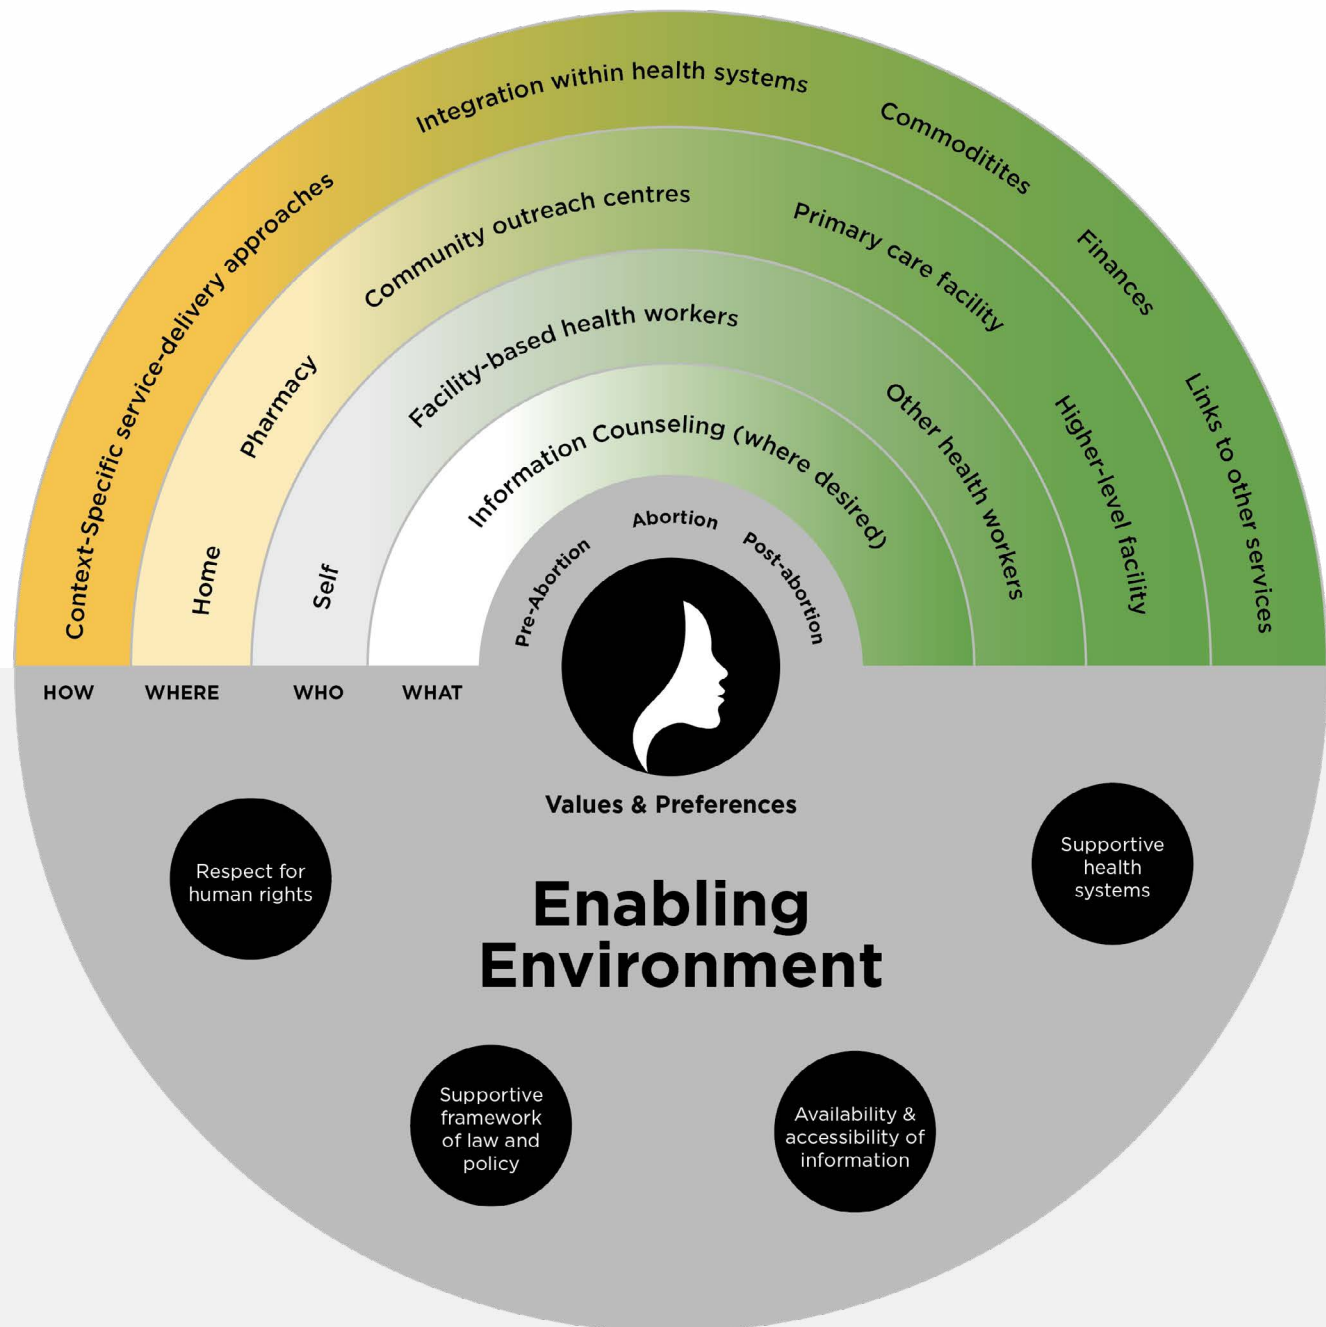 Context-Specific service-delivery approaches
Integration within health systems
Commoditites
Finances
Links to other services
Home
Pharmacy
Community outreach centres
Primary care facility
Higher-level facility
Self
Facility-based health workers
Other health workers
Information Counseling (where desired)
Pre-Abortion
Abortion
Post-abortion
HOW
WHERE
WHO
WHAT
Values & Preferences
Enabling
Environment
Respect for
human rights
Supportive
framework
of law and
policy
Availability &
accessibility of
information
Supportive
health
systems